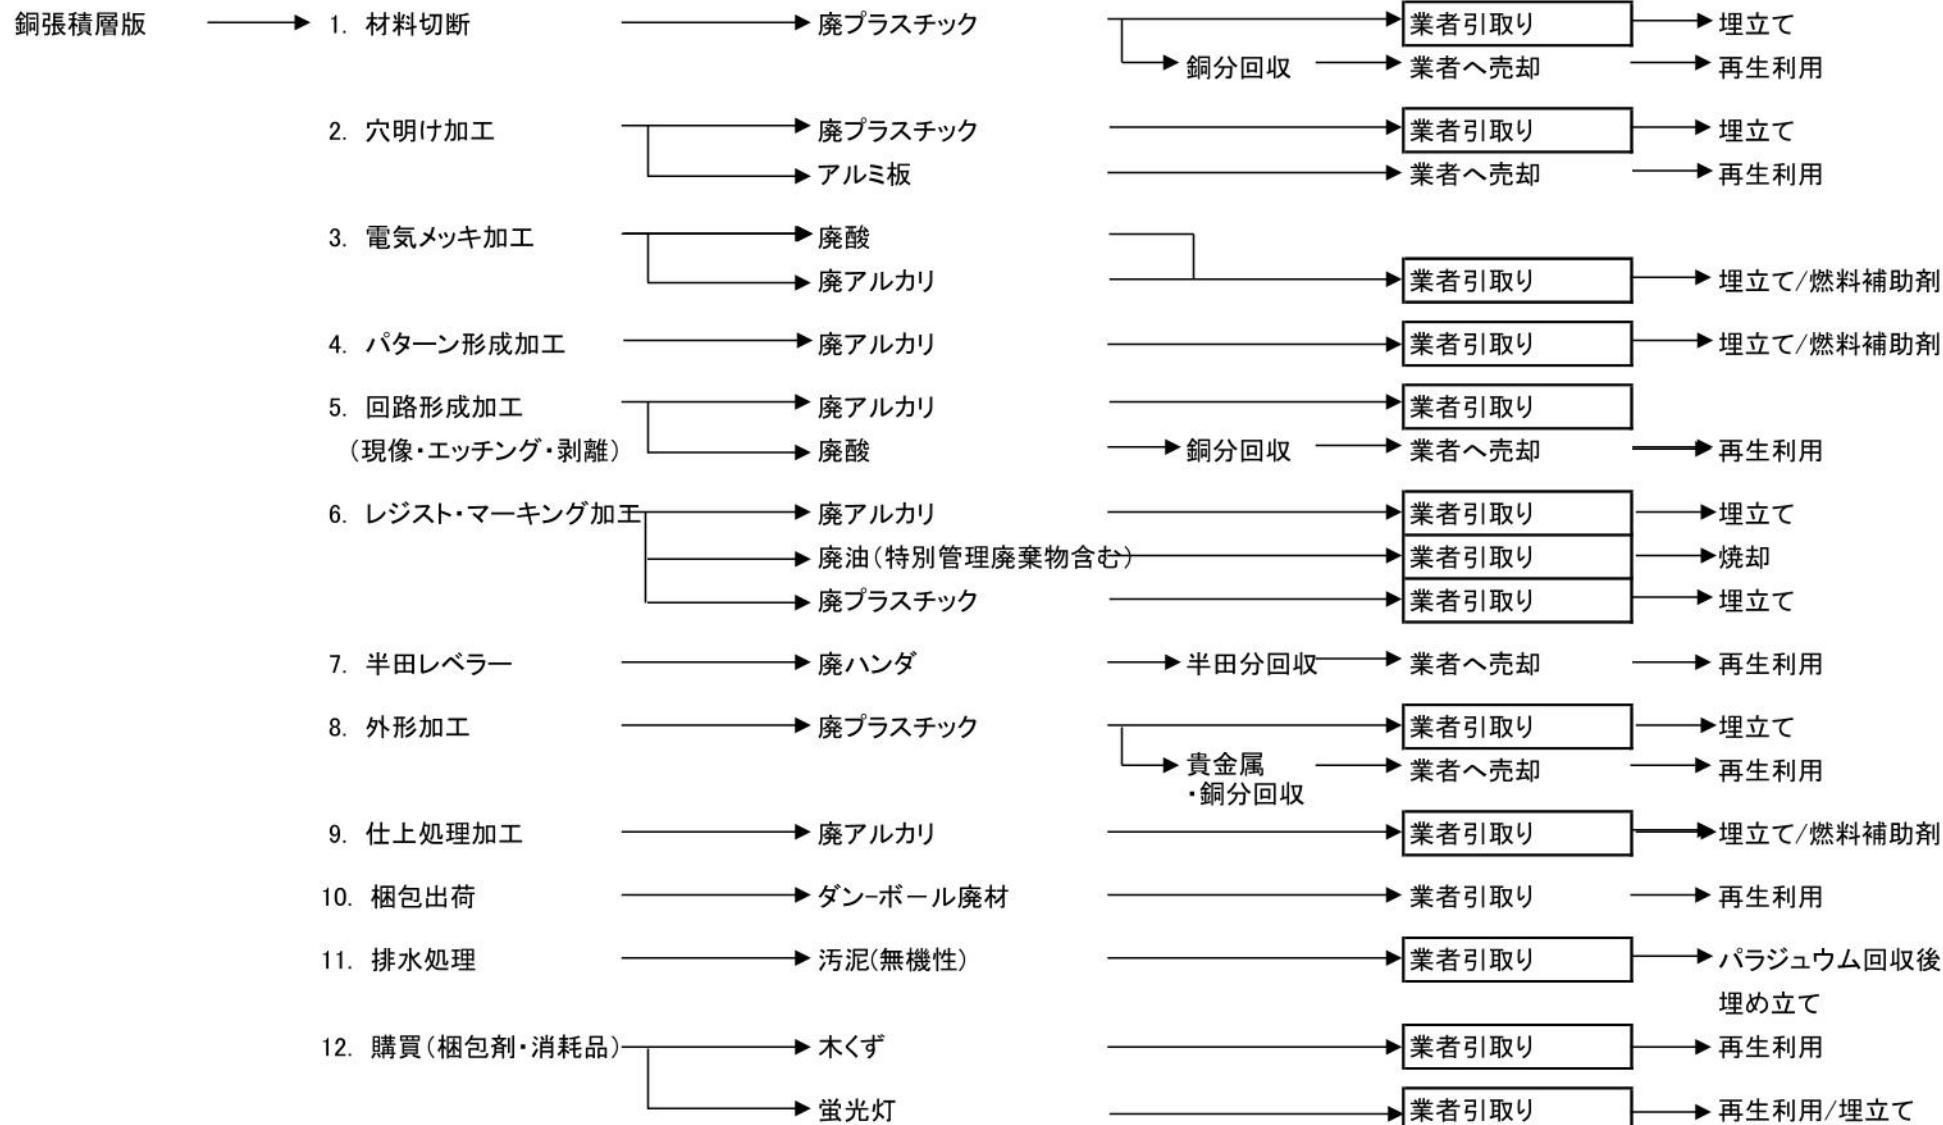 銅張積層版 1. 材料切断 廃プラスチック 業者引取り 埋立て
銅分回収 業者へ売却 再生利用
2. 穴明け加工 廃プラスチック 業者引取り 埋立て
アルミ板 業者へ売却 再生利用
3. 電気メッキ加工 廃酸
廃アルカリ 業者引取り 埋立て/燃料補助剤
4. パターン形成加工 廃アルカリ 業者引取り 埋立て/燃料補助剤
5. 回路形成加工 廃アルカリ 業者引取り
（現像・エッチング・剥離） 廃酸 銅分回収 業者へ売却 再生利用
6. レジスト・マーキング加工 廃アルカリ 業者引取り 埋立て
廃油（特別管理廃棄物含む） 業者引取り 焼却
廃プラスチック 業者引取り 埋立て
7. 半田レベラー 廃ハンダ 半田分回収 業者へ売却 再生利用
8. 外形加工 廃プラスチック 業者引取り 埋立て
貴金属 業者へ売却 再生利用
・銅分回収
9. 仕上処理加工 廃アルカリ 業者引取り 埋立て/燃料補助剤
10. 梱包出荷 ダン-ボール廃材 業者引取り 再生利用
11. 排水処理 汚泥(無機性) 業者引取り パラジュウム回収後
埋め立て
12. 購買（梱包剤・消耗品） 木くず 業者引取り 再生利用
蛍光灯 業者引取り 再生利用/埋立て